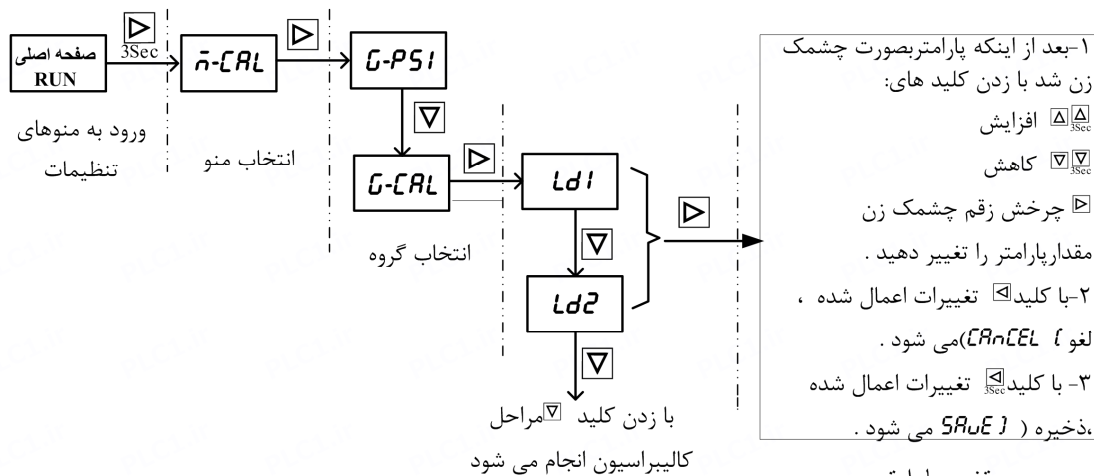 صفحه اصلی
RUN
3Sec
ñ-CAL
G-PS1
ورود به منوهای
تنظیمات
انتخاب منو
G-CAL
انتخاب گروه
Ld1
Ld2
با زدن کلید مراحل
کالیبراسیون انجام می شود
۱-بعد از اینکه پارامتربصورت چشمک
زن شد با زدن کلید های:
3Sec افزایش
3Sec کاهش
چرخش زقم چشمک زن
مقدارپارامتر را تغییر دهید .
۲-با کلید تغییرات اعمال شده ،
لغو ( CAnCEL)می شود .
۳- با کلید 3Sec تغییرات اعمال شده
،ذخیره ( SAvE ) می شود .